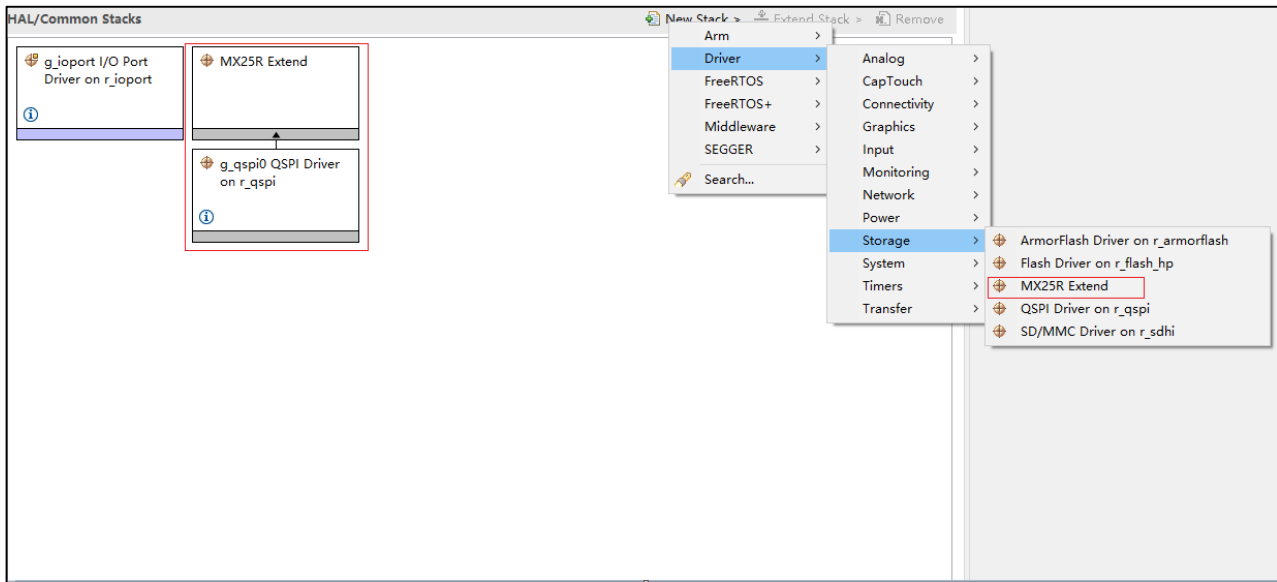 HAL/Common Stacks
New Stack > Extend Stack > Remove
g_ioport I/O Port
Driver on r_ioport
MX25R Extend
g_qspi0 QSPI Driver
on r_qspi
Arm
Driver
FreeRTOS
FreeRTOS+
Middleware
SEGGER
Search...
Analog
CapTouch
Connectivity
Graphics
Input
Monitoring
Network
Power
Storage
System
Timers
Transfer
ArmorFlash Driver on r_armorflash
Flash Driver on r_flash_hp
MX25R Extend
QSPI Driver on r_qspi
SD/MMC Driver on r_sdhi